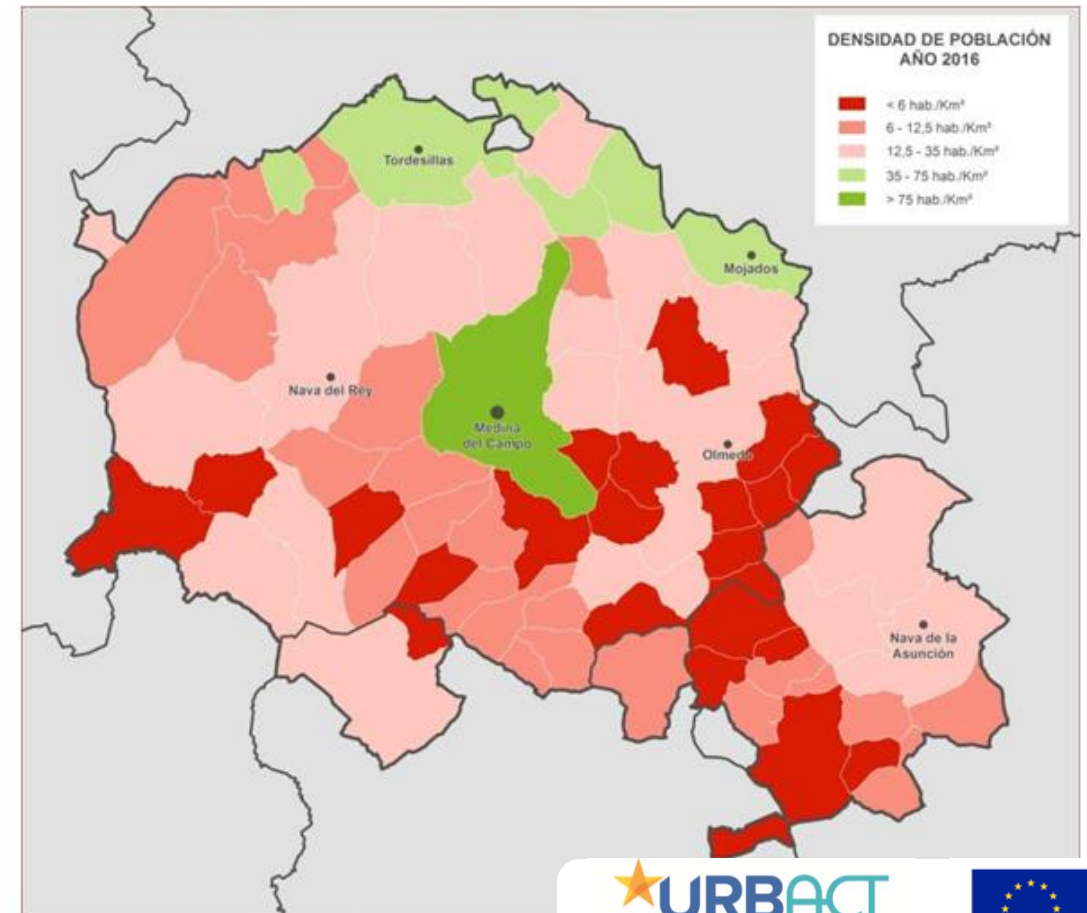 DENSIDAD DE POBLACIÓN
AÑO 2016
< 6 hab./Km²
6 - 12,5 hab./Km²
12,5 - 35 hab./Km²
35 - 75 hab./Km²
> 75 hab./Km²
Tordesillas
Mojados
Nava del Rey
Medina
del Campo
Olmedo
Nava de la
Asunción
URBACT